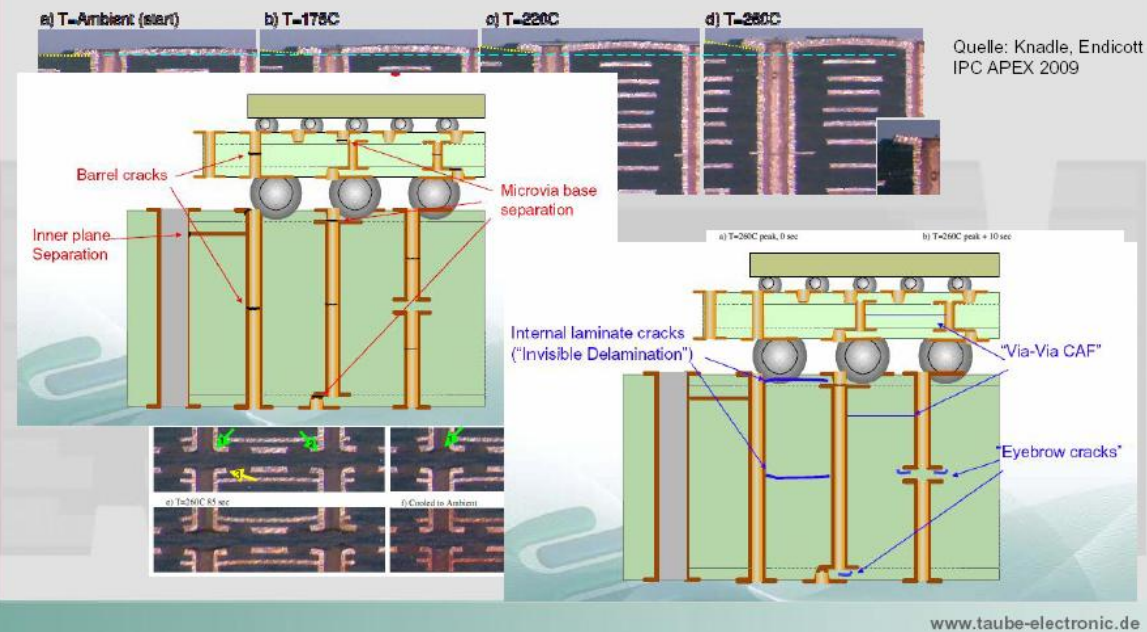 a) T=Ambient (start)
b) T=175C
c) T=220C
d) T=260C
Quelle: Knadle, Endicott
IPC APEX 2009
Barrel cracks
Microvia base
separation
Inner plane
Separation
a) T=260C peak, 0 sec
b) T=260C peak + 10 sec
Internal laminate cracks
("Invisible Delamination")
"Via-Via CAF"
"Eyebrow cracks"
e) T=260C 85 sec
f) Cooled to Ambient
www.taube-electronic.de